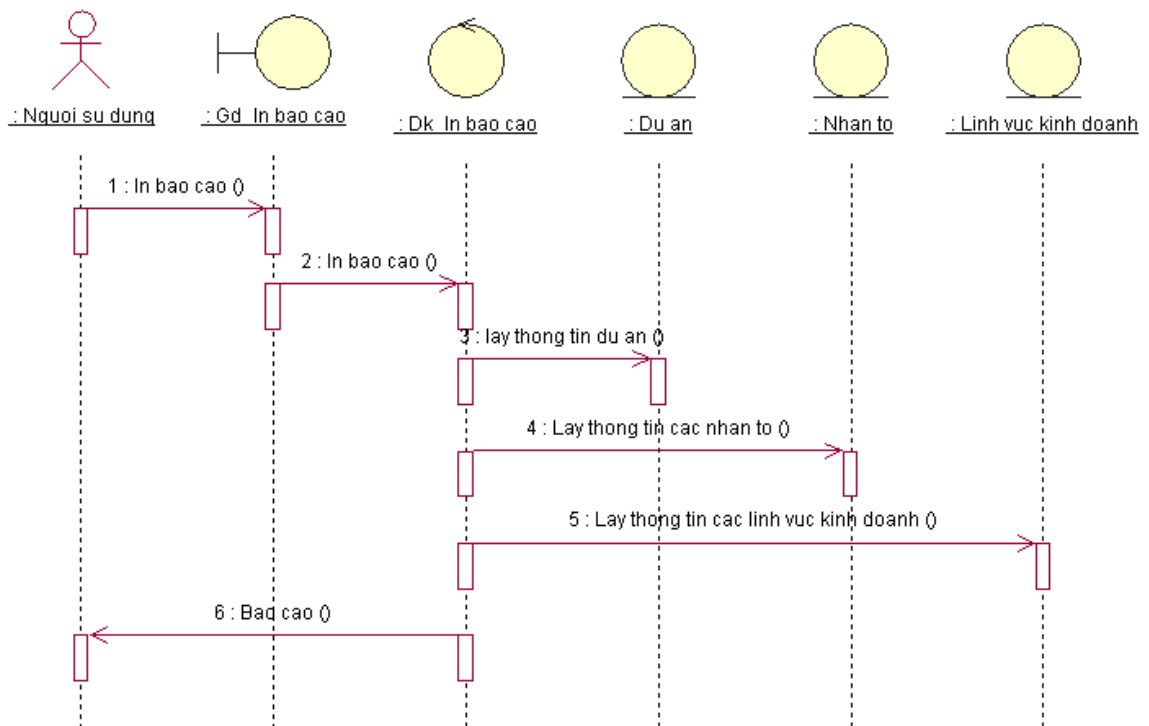 : Nguoi su dung
: Gd_In bao cao
: Dk_In bao cao
: Du an
: Nhan to
: Linh vuc kinh doanh
1 : In bao cao ()
2 : In bao cao ()
3 : lay thong tin du an ()
4 : Lay thong tin cac nhan to ()
5 : Lay thong tin cac linh vuc kinh doanh ()
6 : Bao cao ()